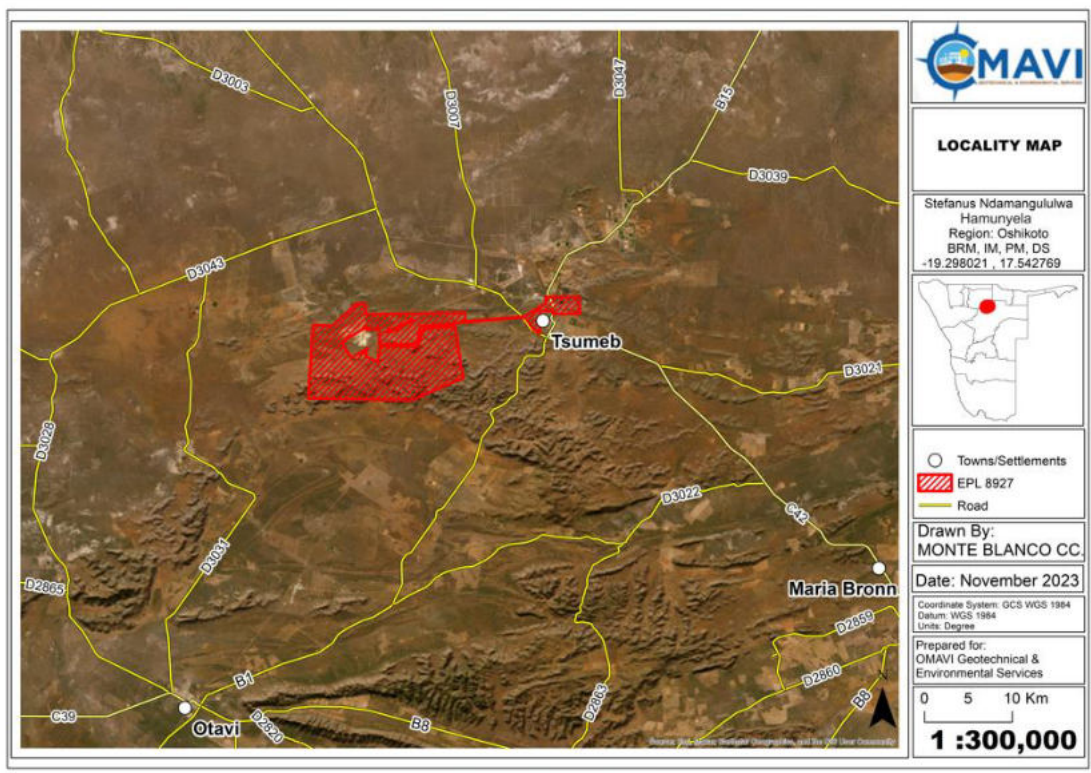 D3003
D3007
D3047
B15
D3039
D3043
Tsumeb
D3021
D3028
D3022
C42
D3031
D2865
Maria Bronn
D2859
D2860
B1
B8
D2863
C39
Otavi
D2820
B8
OMAVI
GEOTECHNICAL & ENVIRONMENTAL SERVICES
LOCALITY MAP
Stefanus Ndamangululwa
Hamunyela
Region: Oshikoto
BRM, IM, PM, DS
-19.298021 , 17.542769
Towns/Settlements
EPL 8927
Road
Drawn By:
MONTE BLANCO CC.
Date: November 2023
Coordinate System: GCS WGS 1984
Datum: WGS 1984
Units: Degree
Prepared for:
OMAVI Geotechnical &
Environmental Services
0 5 10 Km
1 :300,000